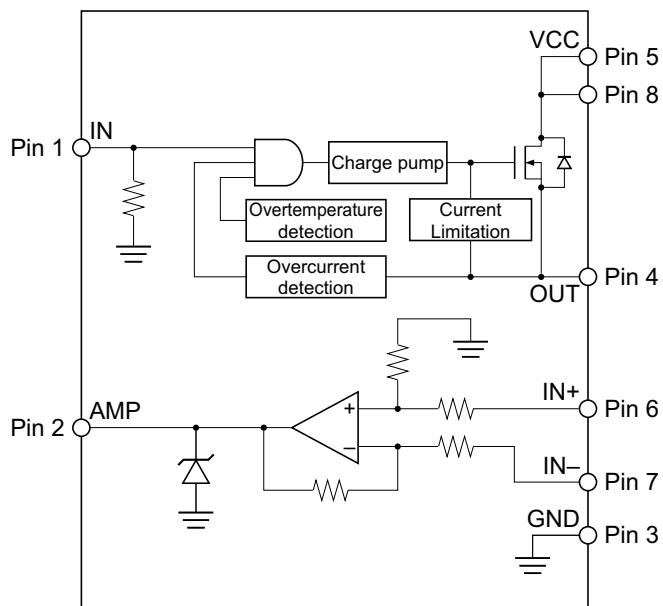 VCC
Pin 5
Pin 8
Pin 1
IN
Charge pump
Overtemperature
detection
Current
Limitation
Overcurrent
detection
OUT
Pin 4
Pin 2
AMP
+
–
IN+
Pin 6
IN–
Pin 7
GND
Pin 3